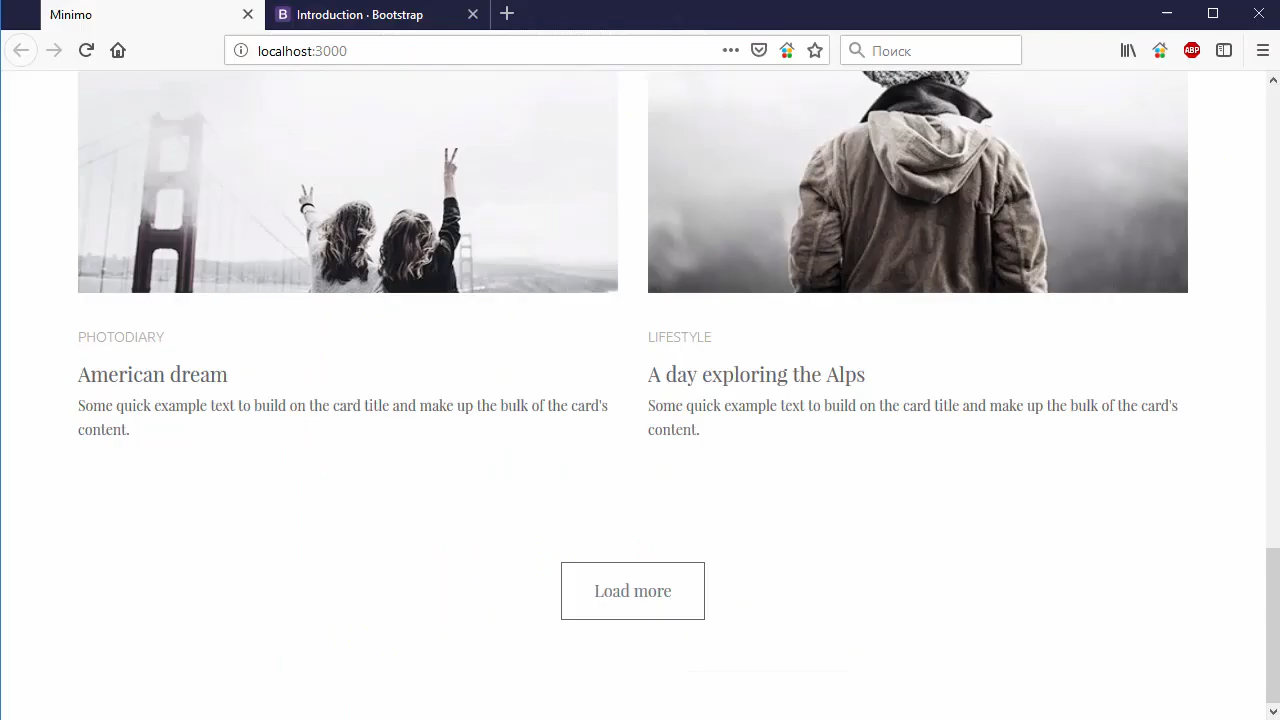 Minimo
B Introduction · Bootstrap
localhost:3000
Поиск
ABP
PHOTODIARY
American dream
Some quick example text to build on the card title and make up the bulk of the card's
content.
LIFESTYLE
A day exploring the Alps
Some quick example text to build on the card title and make up the bulk of the card's
content.
Load more